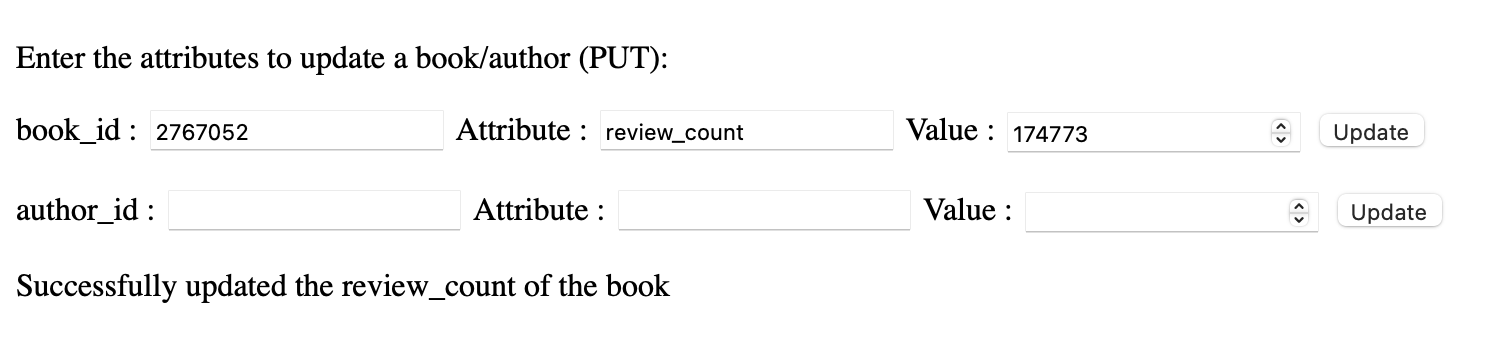 Enter the attributes to update a book/author (PUT):
book_id : 2767052 Attribute : review_count Value : 174773 Update
author_id : Attribute : Value : Update
Successfully updated the review_count of the book